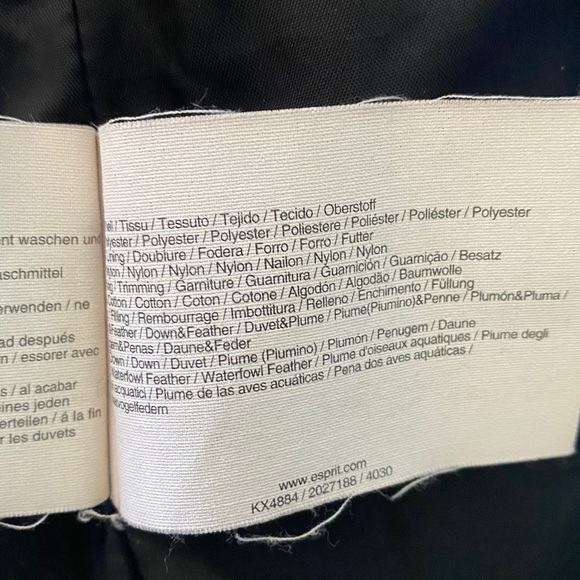 nt waschen und
aschmittel
erwenden / ne
ad después
n / essorer avec
s / al acabar
eines jeden
erteilen / á la fin
r les duvets
ell / Tissu / Tessuto / Tejido / Tecido / Oberstoff
lyester / Polyester / Polyester / Poliestere / Poliéster / Poliéster / Polyester
ning / Doublure / Fodera / Forro / Forro / Futter
ylon / Nylon / Nylon / Nylon / Nailon / Nylon / Nylon
g / Trimming / Garniture / Guarnitura / Guarnición / Guarnição / Besatz
Cotton / Cotton / Coton / Cotone / Algodón / Algodão / Baumwolle
Filling / Rembourrage / Imbottitura / Relleno / Enchimento / Füllung
Feather / Down&Feather / Duvet&Plume / Piume(Piumino)&Penne / Plumón&Pluma /
&Penas / Daune&Feder
Down / Down / Duvet / Piume (Piumino) / Plumón / Penugem / Daune
Waterfowl Feather / Waterfowl Feather / Plume d'oiseaux aquatiques / Piume degli
acquatici / Plume de las aves acuáticas / Pena dos aves aquáticas /
vogelfedern
www.esprit.com
KX4884 / 2027188 / 4030